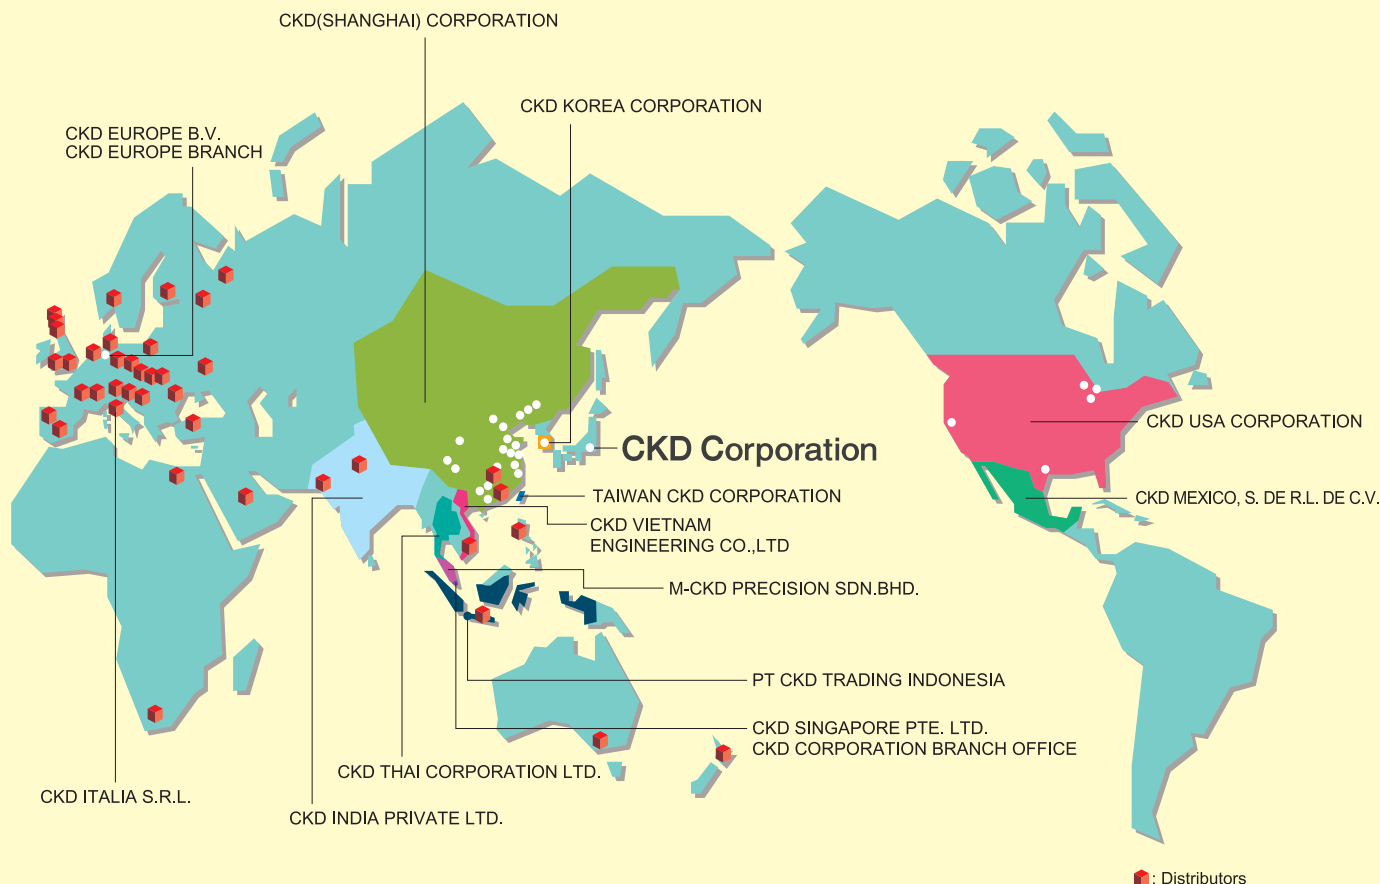 CKD(SHANGHAI) CORPORATION
CKD KOREA CORPORATION
CKD EUROPE B.V.
CKD EUROPE BRANCH
CKD USA CORPORATION
CKD Corporation
TAIWAN CKD CORPORATION
CKD MEXICO, S. DE R.L. DE C.V.
CKD VIETNAM
ENGINEERING CO.,LTD
M-CKD PRECISION SDN.BHD.
PT CKD TRADING INDONESIA
CKD SINGAPORE PTE. LTD.
CKD CORPORATION BRANCH OFFICE
CKD THAI CORPORATION LTD.
CKD ITALIA S.R.L.
CKD INDIA PRIVATE LTD.
: Distributors